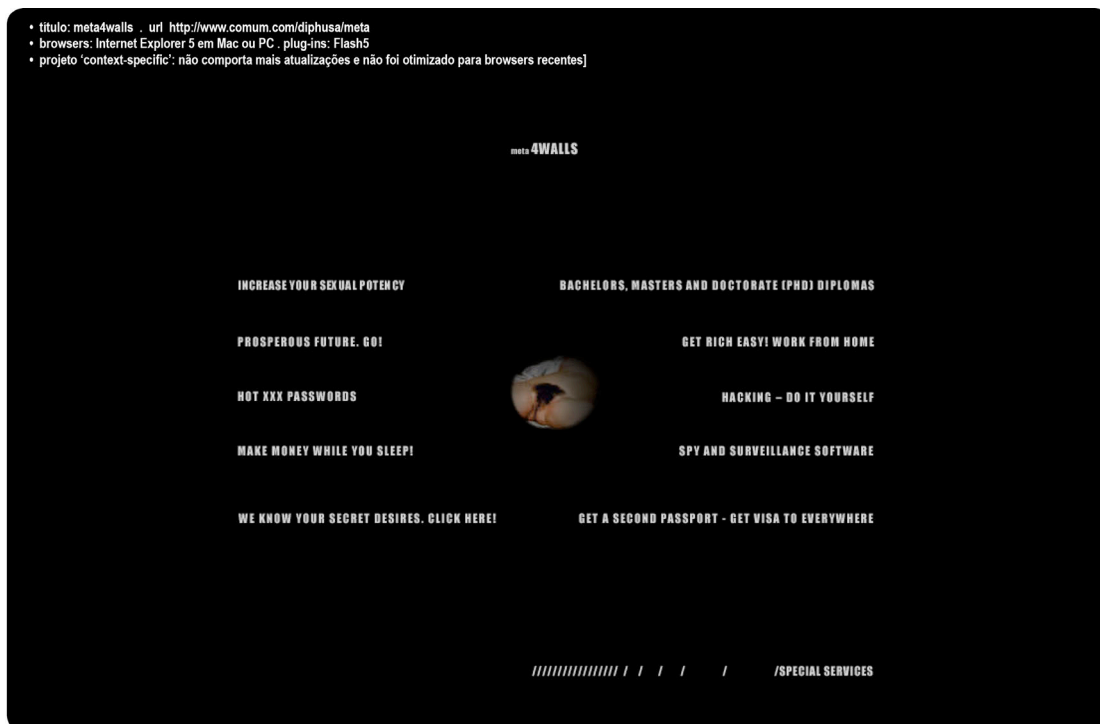 • titulo: meta4walls . url http://www.comum.com/diphusa/meta
• browsers: Internet Explorer 5 em Mac ou PC . plug-ins: Flash5
• projeto ‘context-specific’: não comporta mais atualizações e não foi otimizado para browsers recentes]
meta 4WALLS
INCREASE YOUR SEXUAL POTENCY
BACHELORS, MASTERS AND DOCTORATE (PHD) DIPLOMAS
PROSPEROUS FUTURE. GO!
GET RICH EASY! WORK FROM HOME
HOT XXX PASSWORDS
HACKING – DO IT YOURSELF
MAKE MONEY WHILE YOU SLEEP!
SPY AND SURVEILLANCE SOFTWARE
WE KNOW YOUR SECRET DESIRES. CLICK HERE!
GET A SECOND PASSPORT - GET VISA TO EVERYWHERE
///////////////// / / / / / /SPECIAL SERVICES